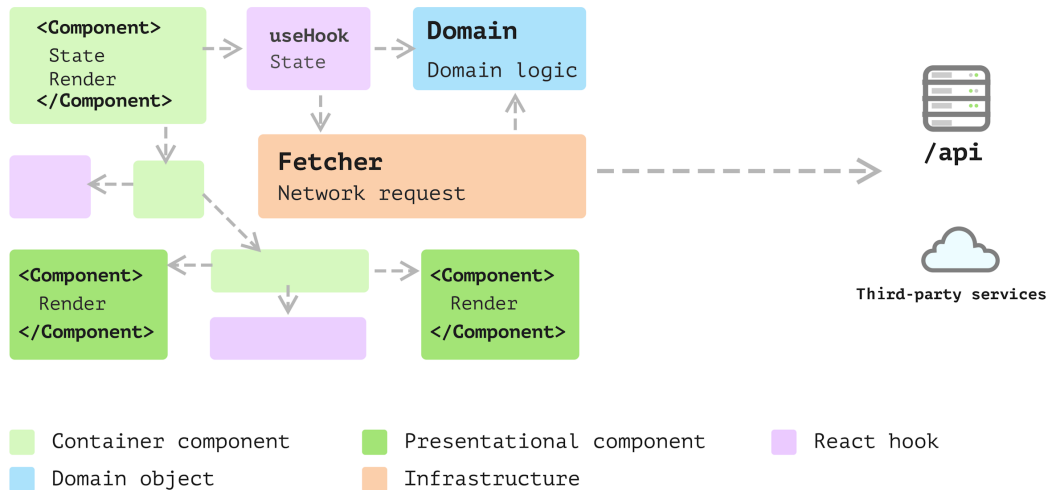 <Component>
State
Render
</Component>
useHook
State
Domain
Domain logic
Fetcher
Network request
/api
Third-party services
<Component>
Render
</Component>
<Component>
Render
</Component>
Container component
Presentational component
React hook
Domain object
Infrastructure